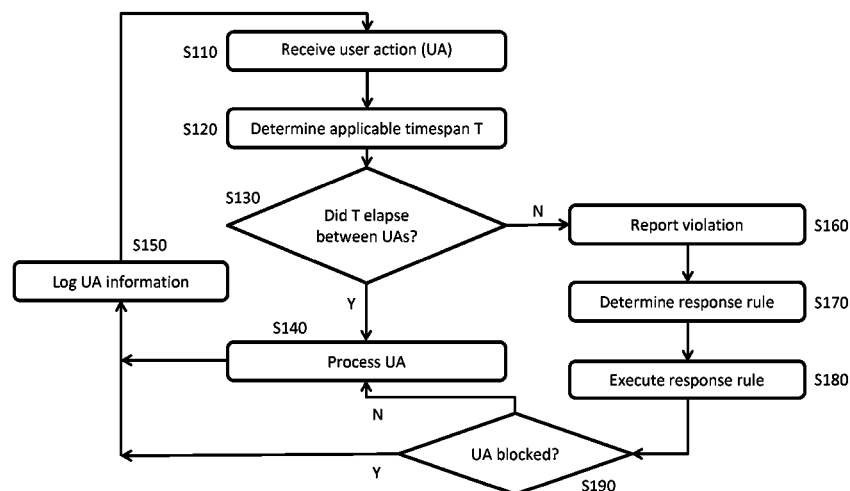 S110
Receive user action (UA)
S120
Determine applicable timespan T
S130
Did T elapse
between UAs?
N
Report violation
S160
S150
Log UA information
Y
Determine response rule
S170
S140
Process UA
Execute response rule
S180
N
UA blocked?
Y
S190